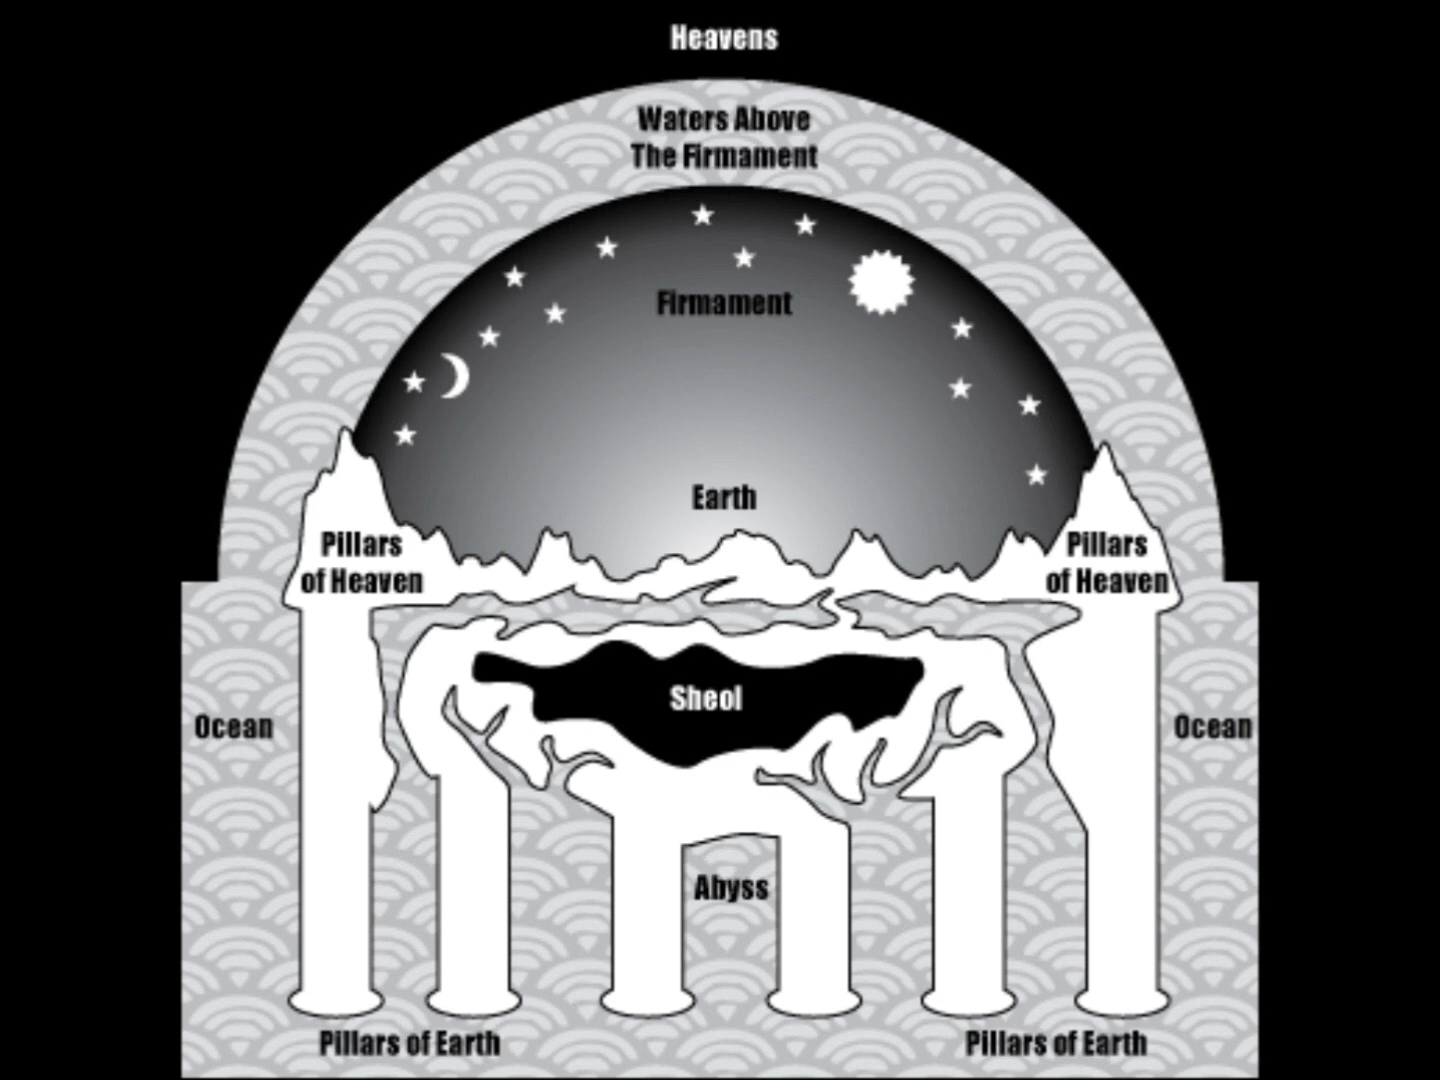 Heavens
Waters Above
The Firmament
Firmament
Earth
Pillars
of Heaven
Pillars
of Heaven
Sheol
Ocean
Ocean
Abyss
Pillars of Earth
Pillars of Earth